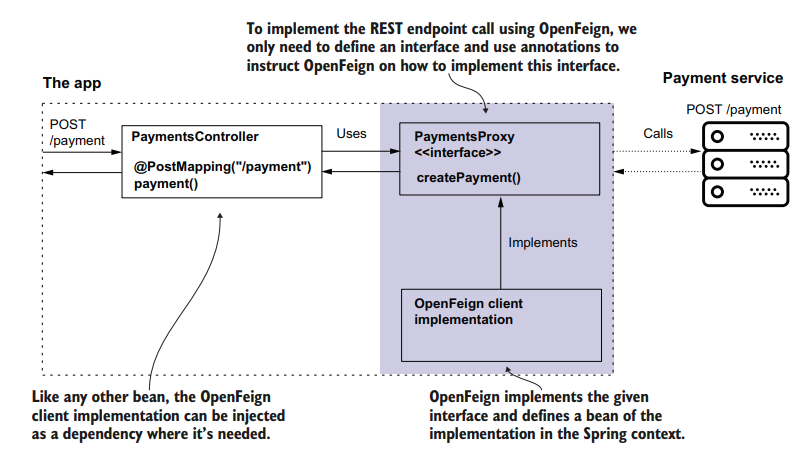 To implement the REST endpoint call using OpenFeign, we
only need to define an interface and use annotations to
instruct OpenFeign on how to implement this interface.
The app
Payment service
POST /payment
POST
/payment
PaymentsController
@PostMapping("/payment")
payment()
Uses
PaymentsProxy
<<interface>>
createPayment()
Calls
Implements
OpenFeign client
implementation
Like any other bean, the OpenFeign
client implementation can be injected
as a dependency where it's needed.
OpenFeign implements the given
interface and defines a bean of the
implementation in the Spring context.